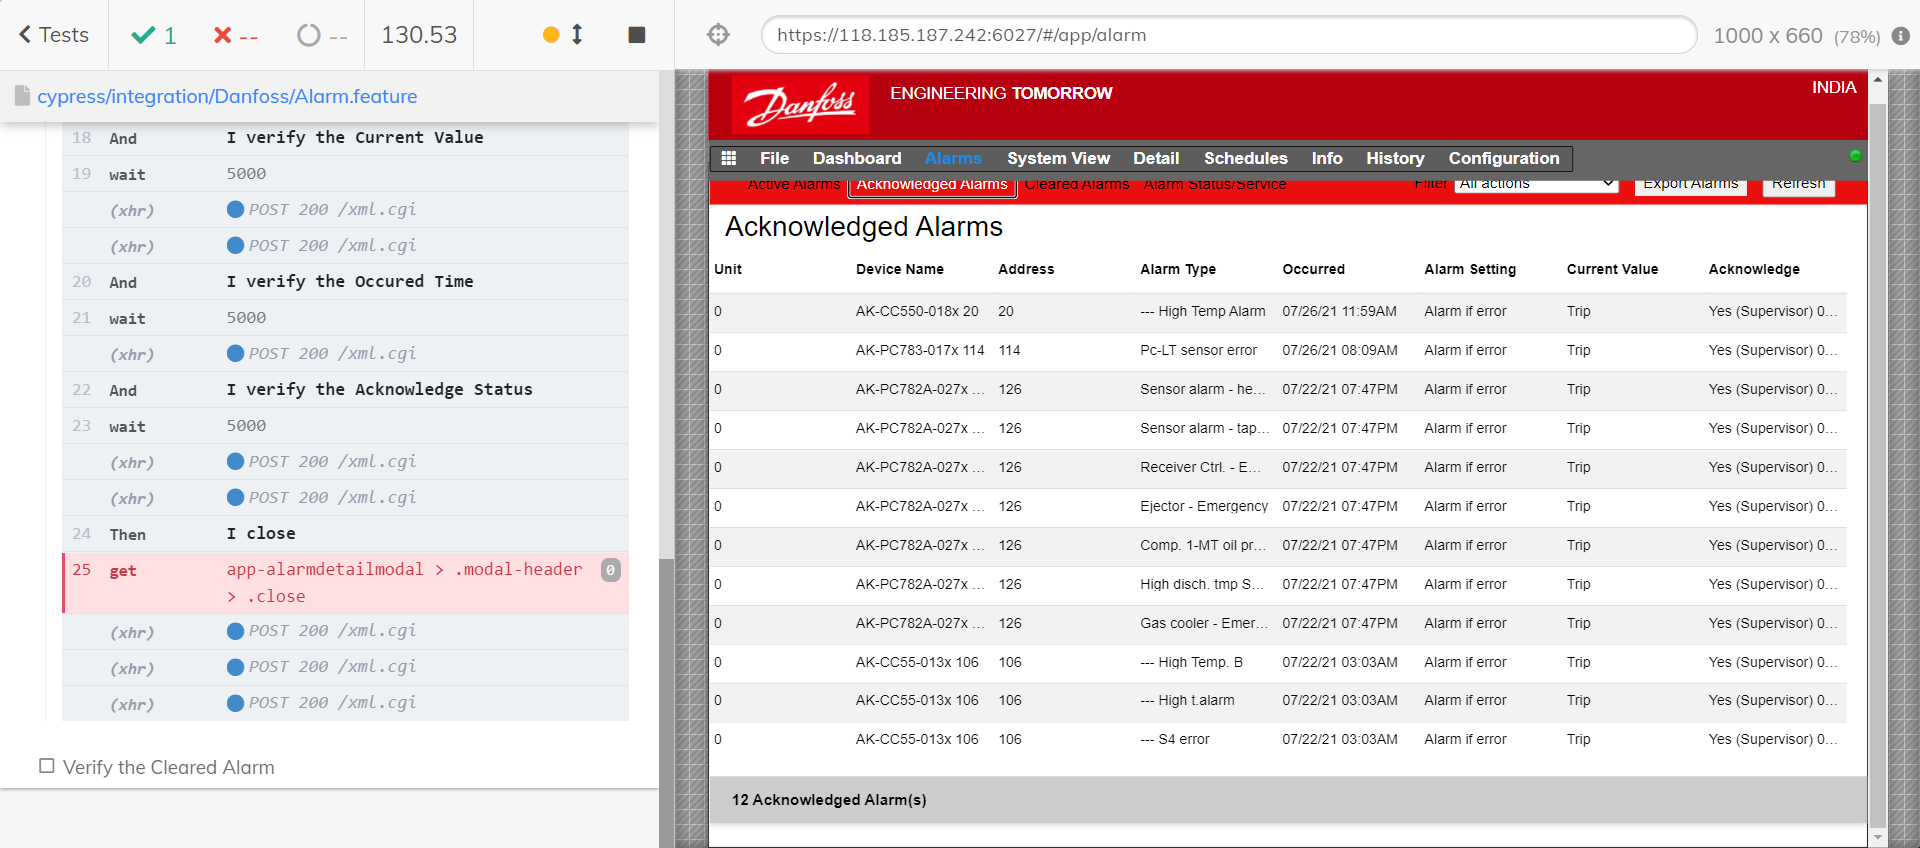 Tests
1
--
--
130.53
https://118.185.187.242:6027/#/app/alarm
1000 x 660 (78%)
cypress/integration/Danfoss/Alarm.feature
18 And I verify the Current Value
19 wait 5000
(xhr) POST 200 /xml.cgi
(xhr) POST 200 /xml.cgi
20 And I verify the Occured Time
21 wait 5000
(xhr) POST 200 /xml.cgi
22 And I verify the Acknowledge Status
23 wait 5000
(xhr) POST 200 /xml.cgi
(xhr) POST 200 /xml.cgi
24 Then I close
25 get app-alarmdetailmodal > .modal-header 0
> .close
(xhr) POST 200 /xml.cgi
(xhr) POST 200 /xml.cgi
(xhr) POST 200 /xml.cgi
Verify the Cleared Alarm
Danfoss
ENGINEERING TOMORROW
INDIA
File Dashboard Alarms System View Detail Schedules Info History Configuration
Active Alarms Acknowledged Alarms Cleared Alarms Alarm Status/Service Filter All actions Export Alarms Refresh
Acknowledged Alarms
Unit Device Name Address Alarm Type Occurred Alarm Setting Current Value Acknowledge
0 AK-CC550-018x 20 20 --- High Temp Alarm 07/26/21 11:59AM Alarm if error Trip Yes (Supervisor) 0...
0 AK-PC783-017x 114 114 Pc-LT sensor error 07/26/21 08:09AM Alarm if error Trip Yes (Supervisor) 0...
0 AK-PC782A-027x ... 126 Sensor alarm - he... 07/22/21 07:47PM Alarm if error Trip Yes (Supervisor) 0...
0 AK-PC782A-027x ... 126 Sensor alarm - tap... 07/22/21 07:47PM Alarm if error Trip Yes (Supervisor) 0...
0 AK-PC782A-027x ... 126 Receiver Ctrl. - E... 07/22/21 07:47PM Alarm if error Trip Yes (Supervisor) 0...
0 AK-PC782A-027x ... 126 Ejector - Emergency 07/22/21 07:47PM Alarm if error Trip Yes (Supervisor) 0...
0 AK-PC782A-027x ... 126 Comp. 1-MT oil pr... 07/22/21 07:47PM Alarm if error Trip Yes (Supervisor) 0...
0 AK-PC782A-027x ... 126 High disch. tmp S... 07/22/21 07:47PM Alarm if error Trip Yes (Supervisor) 0...
0 AK-PC782A-027x ... 126 Gas cooler - Emer... 07/22/21 07:47PM Alarm if error Trip Yes (Supervisor) 0...
0 AK-CC55-013x 106 106 --- High Temp. B 07/22/21 03:03AM Alarm if error Trip Yes (Supervisor) 0...
0 AK-CC55-013x 106 106 --- High t.alarm 07/22/21 03:03AM Alarm if error Trip Yes (Supervisor) 0...
0 AK-CC55-013x 106 106 --- S4 error 07/22/21 03:03AM Alarm if error Trip Yes (Supervisor) 0...
12 Acknowledged Alarm(s)